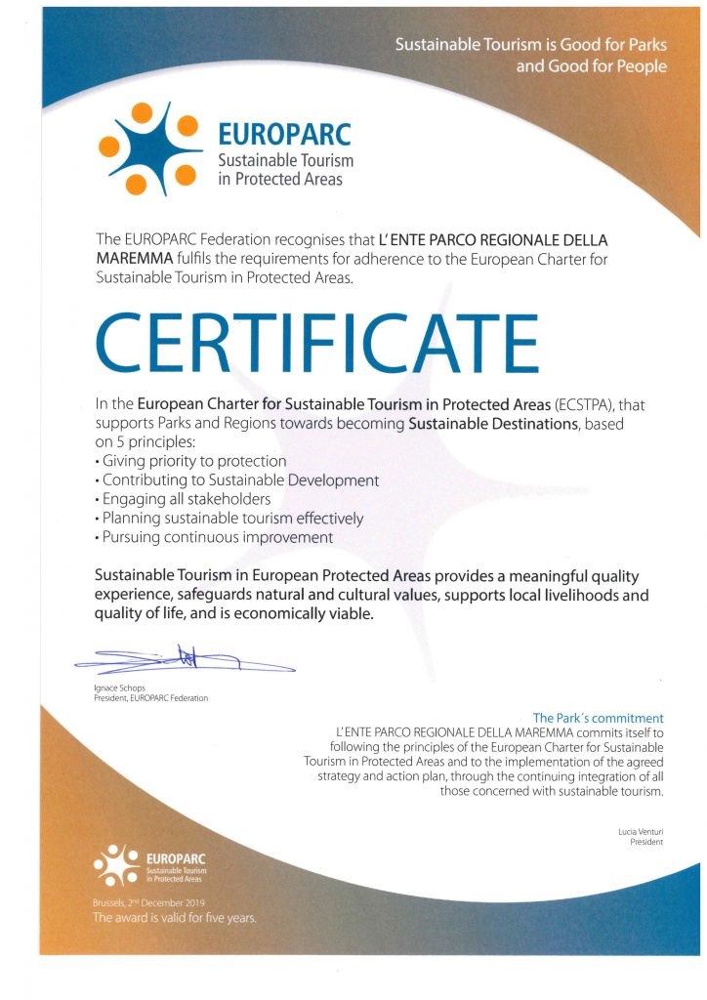 Sustainable Tourism is Good for Parks
and Good for People
EUROPARC
Sustainable Tourism
in Protected Areas
The EUROPARC Federation recognises that L’ENTE PARCO REGIONALE DELLA
MAREMMA fulfils the requirements for adherence to the European Charter for
Sustainable Tourism in Protected Areas.
CERTIFICATE
In the European Charter for Sustainable Tourism in Protected Areas (ECSTPA), that
supports Parks and Regions towards becoming Sustainable Destinations, based
on 5 principles:
• Giving priority to protection
• Contributing to Sustainable Development
• Engaging all stakeholders
• Planning sustainable tourism effectively
• Pursuing continuous improvement
Sustainable Tourism in European Protected Areas provides a meaningful quality
experience, safeguards natural and cultural values, supports local livelihoods and
quality of life, and is economically viable.
Ignace Schops
President, EUROPARC Federation
The Park´s commitment
L’ENTE PARCO REGIONALE DELLA MAREMMA commits itself to
following the principles of the European Charter for Sustainable
Tourism in Protected Areas and to the implementation of the agreed
strategy and action plan, through the continuing integration of all
those concerned with sustainable tourism.
Lucia Venturi
President
EUROPARC
Sustainable Tourism
in Protected Areas
Brussels, 2nd December 2019
The award is valid for five years.